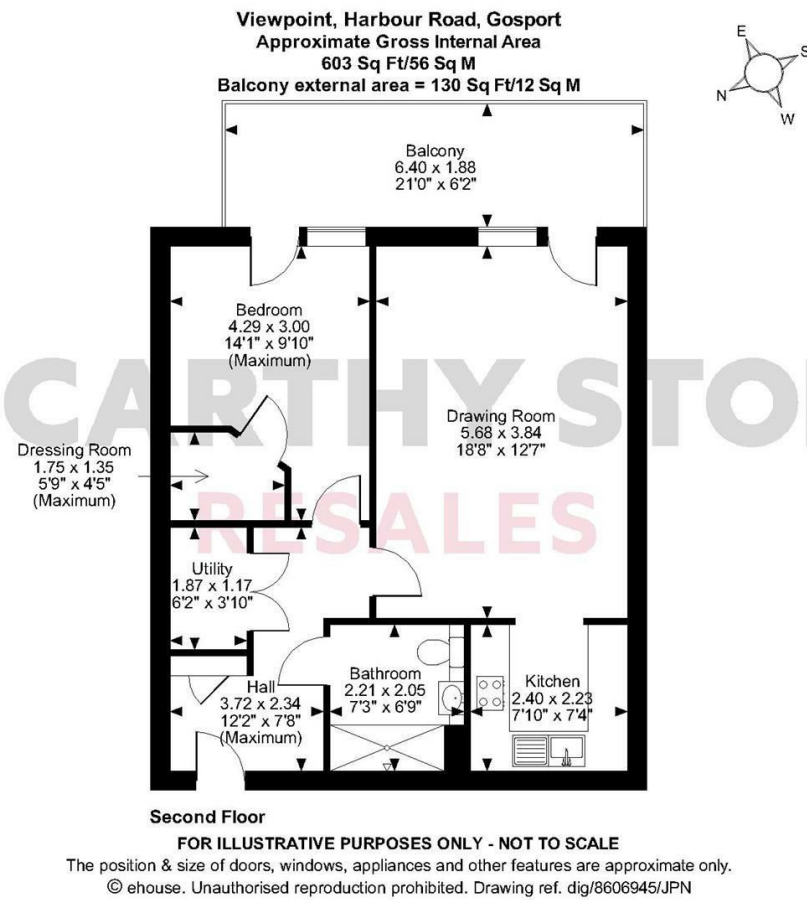 Viewpoint, Harbour Road, Gosport
Approximate Gross Internal Area
603 Sq Ft/56 Sq M
Balcony external area = 130 Sq Ft/12 Sq M
E
S
N
W
Balcony
6.40 x 1.88
21'0" x 6'2"
Bedroom
4.29 x 3.00
14'1" x 9'10"
(Maximum)
CARTHY STO
Drawing Room
5.68 x 3.84
18'8" x 12'7"
Dressing Room
1.75 x 1.35
5'9" x 4'5"
(Maximum)
RESALES
Utility
1.87 x 1.17
6'2" x 3'10"
Hall
3.72 x 2.34
12'2" x 7'8"
(Maximum)
Bathroom
2.21 x 2.05
7'3" x 6'9"
Kitchen
2.40 x 2.23
7'10" x 7'4"
Second Floor
FOR ILLUSTRATIVE PURPOSES ONLY - NOT TO SCALE
The position & size of doors, windows, appliances and other features are approximate only.
© ehouse. Unauthorised reproduction prohibited. Drawing ref. dig/8606945/JPN